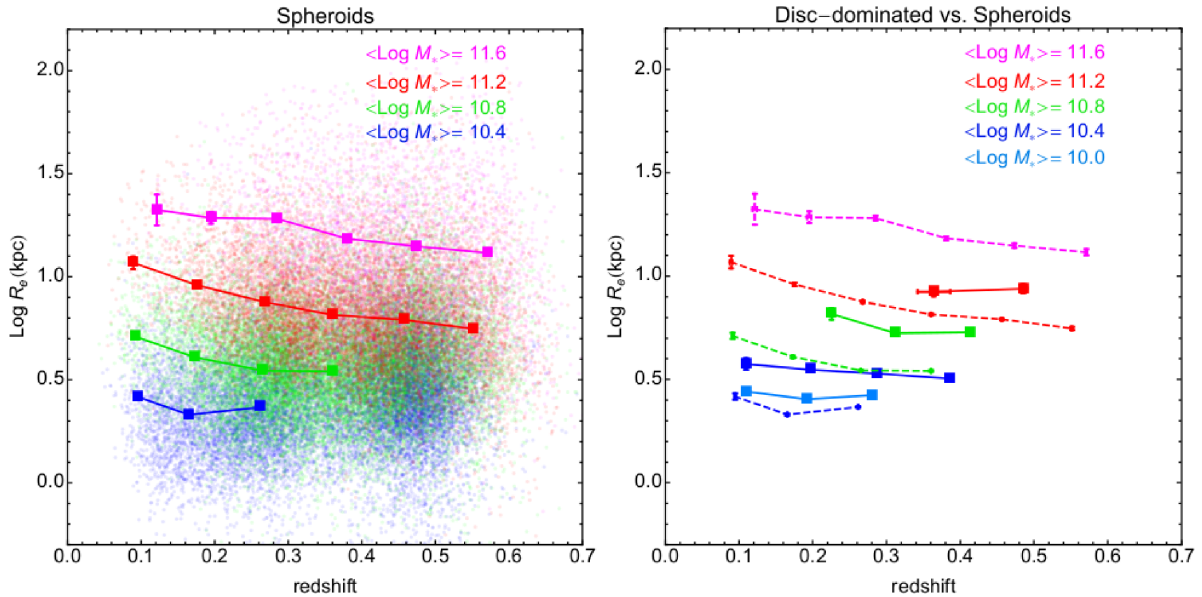 Spheroids
<Log M*>= 11.6
<Log M*>= 11.2
<Log M*>= 10.8
<Log M*>= 10.4
Log Re(kpc)
2.0
1.5
1.0
0.5
0.0
0.0 0.1 0.2 0.3 0.4 0.5 0.6 0.7
redshift
Disc−dominated vs. Spheroids
<Log M*>= 11.6
<Log M*>= 11.2
<Log M*>= 10.8
<Log M*>= 10.4
<Log M*>= 10.0
Log Re(kpc)
2.0
1.5
1.0
0.5
0.0
0.0 0.1 0.2 0.3 0.4 0.5 0.6 0.7
redshift